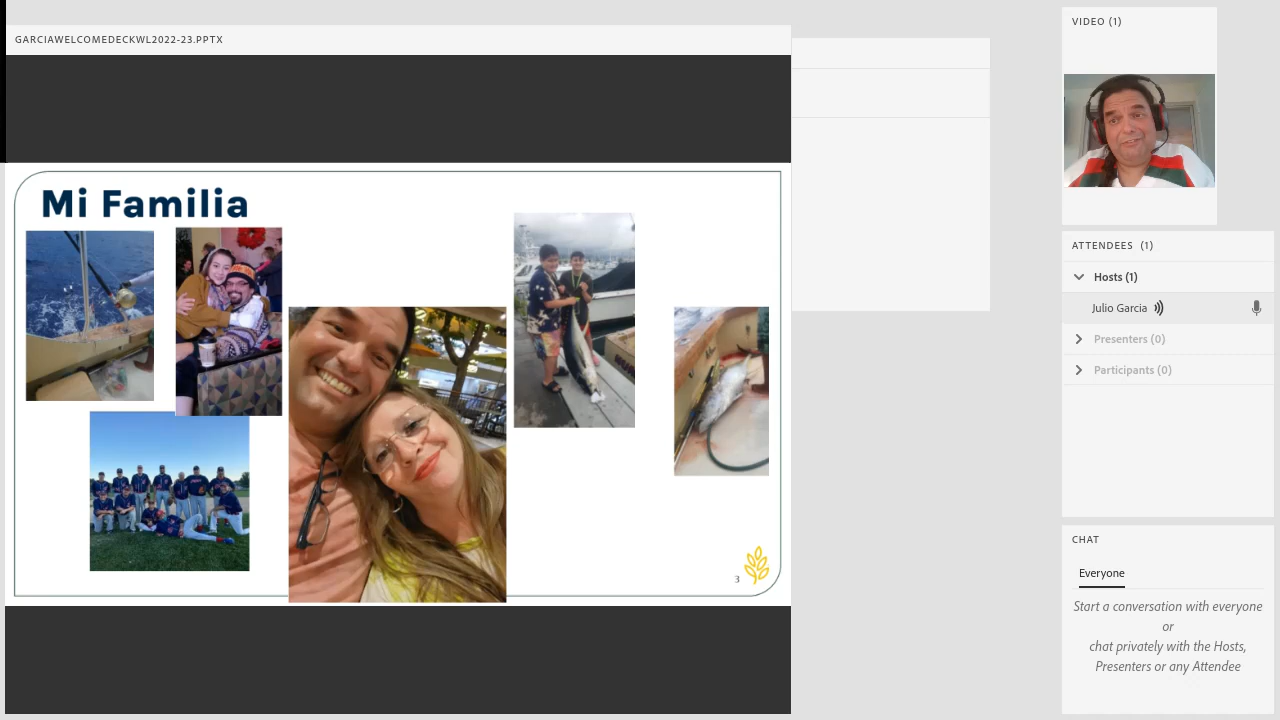 GARCIAWELCOMEDECKWL2022-23.PPTX
Mi Familia
3
VIDEO (1)
ATTENDEES (1)
Hosts (1)
Julio Garcia
Presenters (0)
Participants (0)
CHAT
Everyone
Start a conversation with everyone
or
chat privately with the Hosts,
Presenters or any Attendee